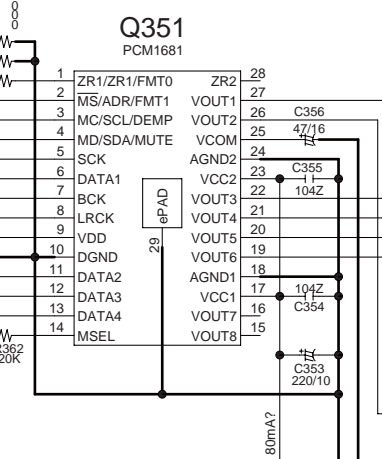 0
0
0
Q351
PCM1681
1 ZR1/ZR1/FMT0 ZR2 28
2 MS/ADR/FMT1 VOUT1 27
3 MC/SCL/DEMP VOUT2 26
C356
4 MD/SDA/MUTE VCOM 25
47/16
5 SCK AGND2 24
6 DATA1 VCC2 23
C355
104Z
7 BCK VOUT3 22
8 LRCK VOUT4 21
9 VDD VOUT5 20
10 DGND VOUT6 19
11 DATA2 AGND1 18
12 DATA3 VCC1 17
104Z
C354
13 DATA4 VOUT7 16
14 MSEL VOUT8 15
ePAD
29
R362
20K
C353
220/10
80mA?